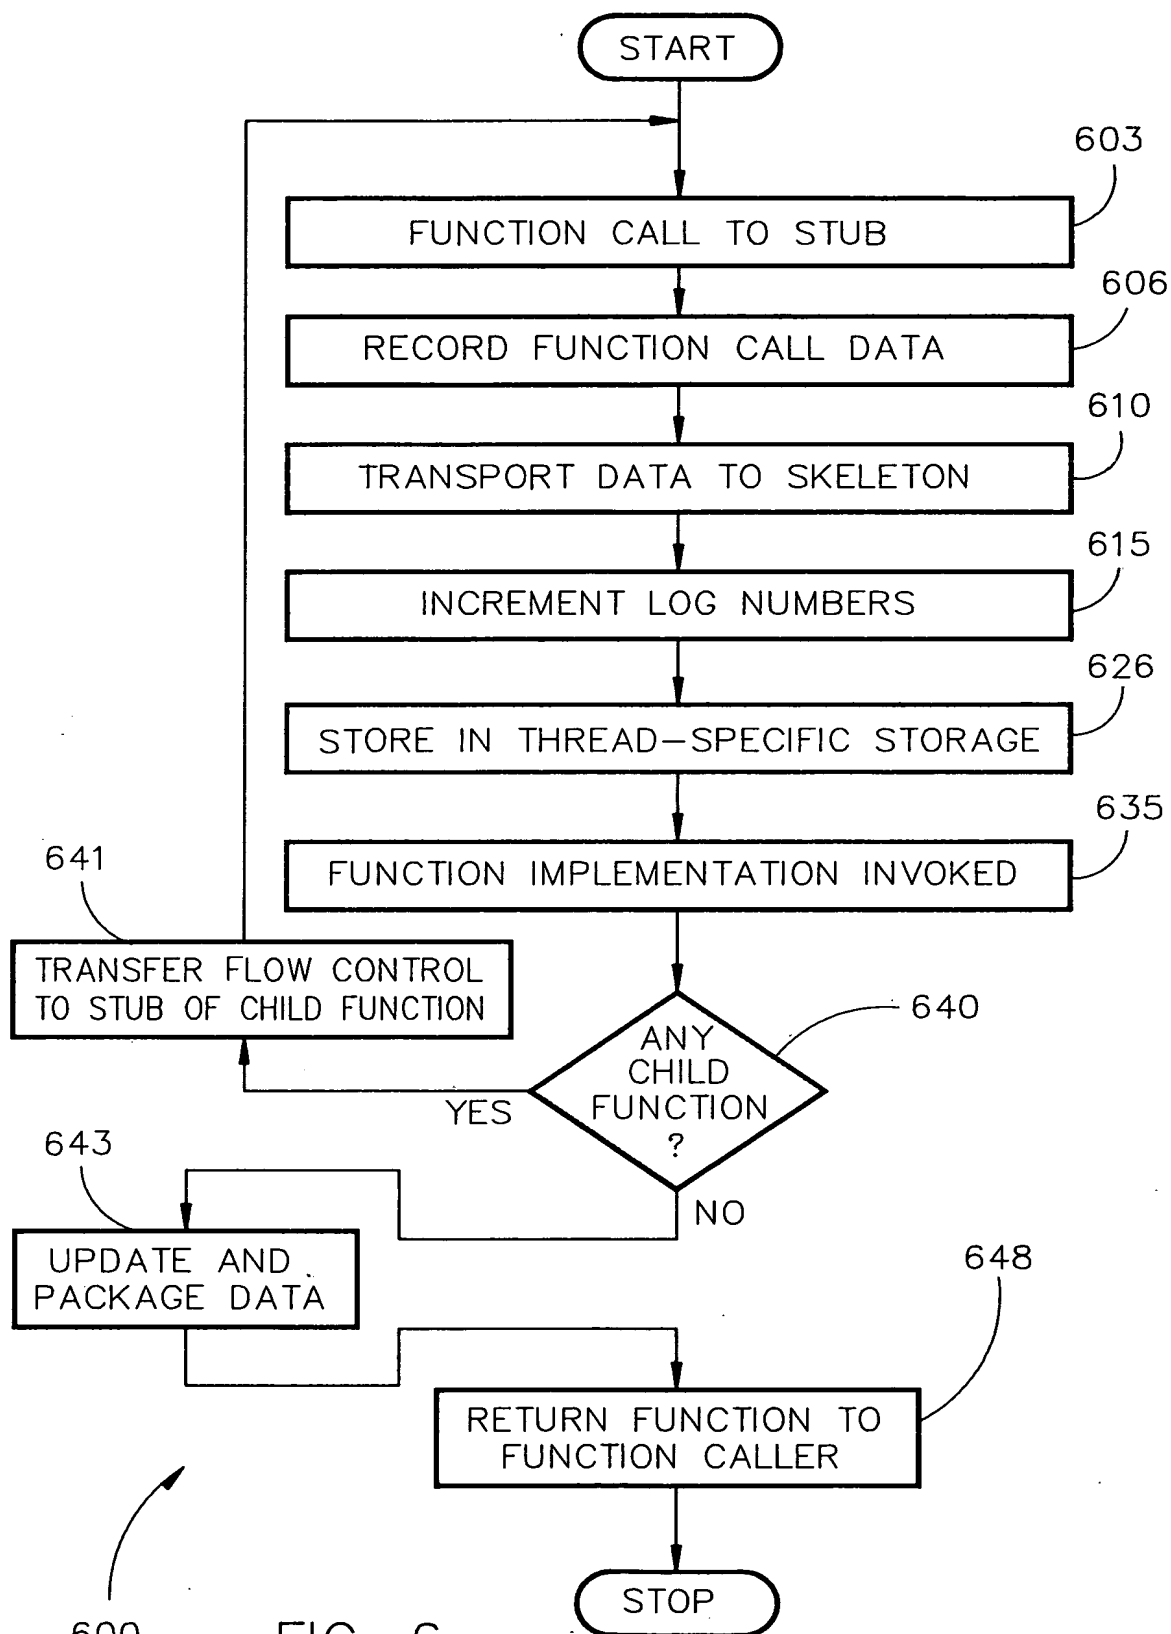 START
603
FUNCTION CALL TO STUB
606
RECORD FUNCTION CALL DATA
610
TRANSPORT DATA TO SKELETON
615
INCREMENT LOG NUMBERS
626
STORE IN THREAD-SPECIFIC STORAGE
635
FUNCTION IMPLEMENTATION INVOKED
641
TRANSFER FLOW CONTROL
TO STUB OF CHILD FUNCTION
640
ANY
CHILD
FUNCTION
?
YES
NO
643
UPDATE AND
PACKAGE DATA
648
RETURN FUNCTION TO
FUNCTION CALLER
STOP
600
FIG. 6